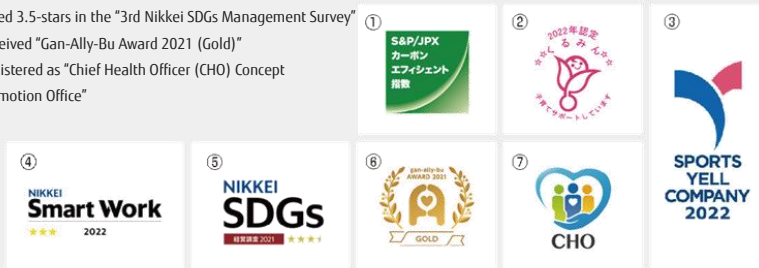 ed 3.5-stars in the “3rd Nikkei SDGs Management Survey”
eived “Gan-Ally-Bu Award 2021 (Gold)”
istered as “Chief Health Officer (CHO) Concept
motion Office”
①
S&P/JPX
カーボン
エフィシェント
指数
②
2022年認定
くるみん
子育てサポートしています
③
SPORTS
YELL
COMPANY
2022
④
NIKKEI
Smart Work
2022
⑤
NIKKEI
SDGs
経営調査2021
⑥
gan-ally-bu
AWARD 2021
GOLD
⑦
CHO